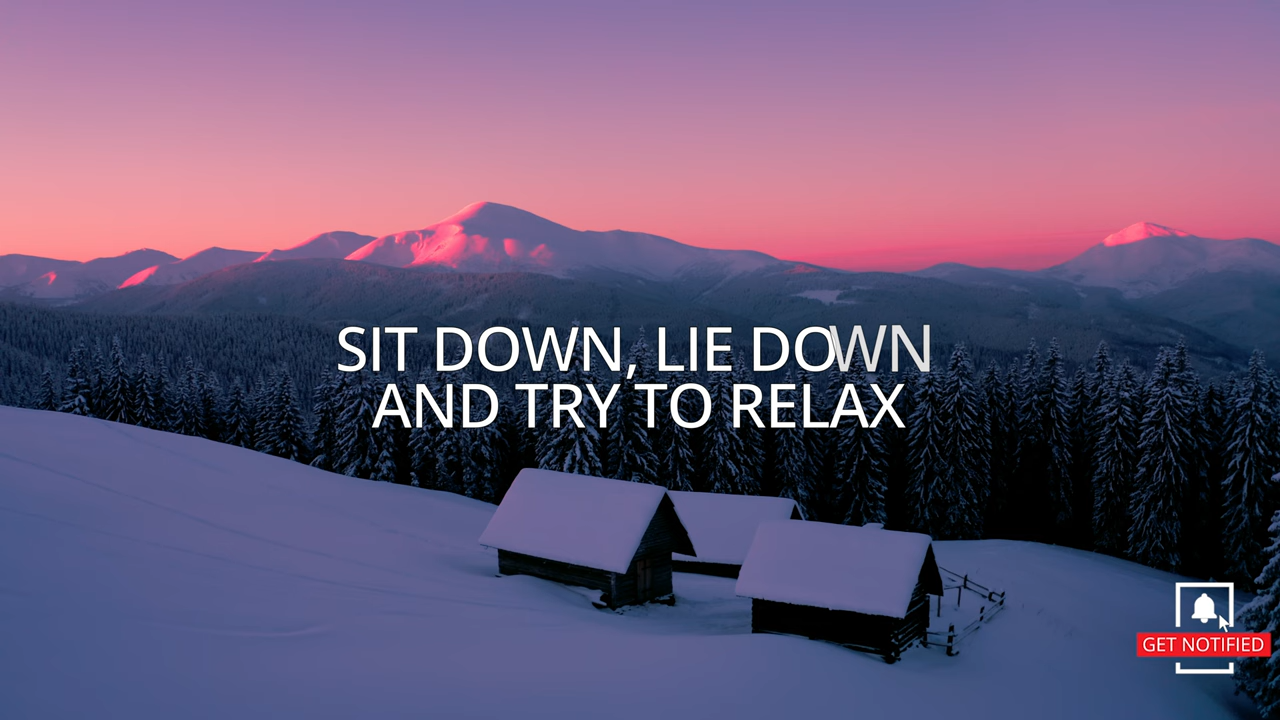 SIT DOWN, LIE DOWN
AND TRY TO RELAX
GET NOTIFIED